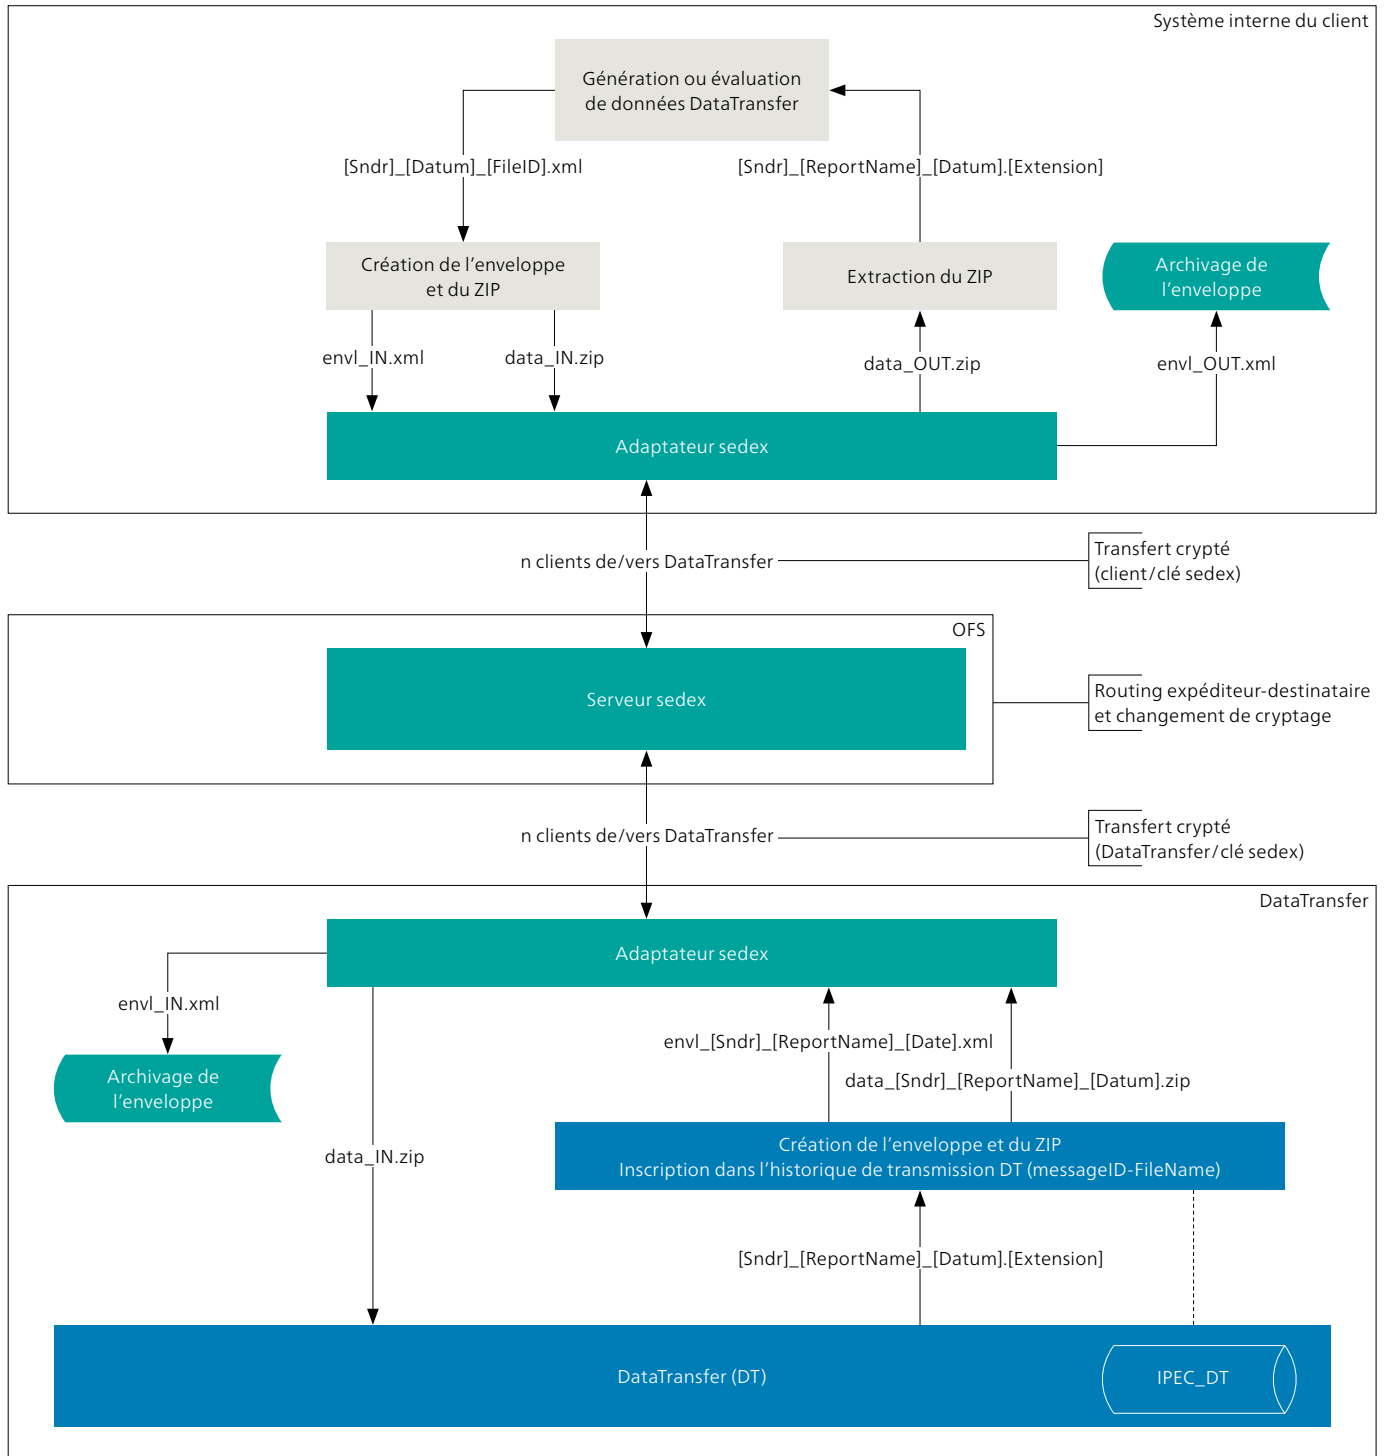 Système interne du client
Génération ou évaluation
de données DataTransfer
[Sndr]_[Datum]_[FileID].xml
[Sndr]_[ReportName]_[Datum].[Extension]
Création de l’enveloppe
et du ZIP
Extraction du ZIP
Archivage de
l’enveloppe
envl_IN.xml
data_IN.zip
data_OUT.zip
envl_OUT.xml
Adaptateur sedex
n clients de/vers DataTransfer
Transfert crypté
(client/clé sedex)
OFS
Serveur sedex
Routing expéditeur-destinataire
et changement de cryptage
n clients de/vers DataTransfer
Transfert crypté
(DataTransfer/clé sedex)
DataTransfer
Adaptateur sedex
envl_IN.xml
Archivage de
l’enveloppe
envl_[Sndr]_[ReportName]_[Date].xml
data_[Sndr]_[ReportName]_[Datum].zip
data_IN.zip
Création de l’enveloppe et du ZIP
Inscription dans l’historique de transmission DT (messageID-FileName)
[Sndr]_[ReportName]_[Datum].[Extension]
DataTransfer (DT)
IPEC_DT